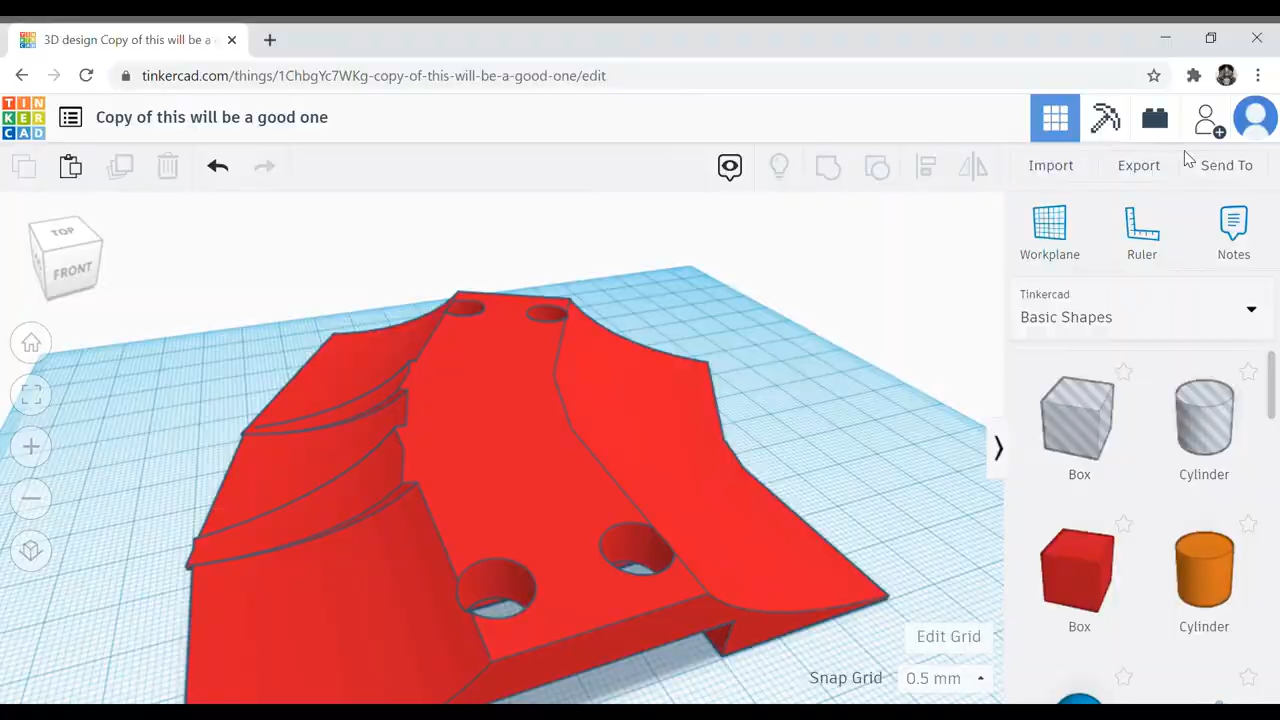 3D design Copy of this will be a
tinkercad.com/things/1ChbgYc7WKg-copy-of-this-will-be-a-good-one/edit
TIN
KER
CAD
Copy of this will be a good one
Import
Export
Send To
TOP
FRONT
Workplane
Ruler
Notes
Tinkercad
Basic Shapes
Box
Cylinder
Box
Cylinder
Edit Grid
Snap Grid
0.5 mm